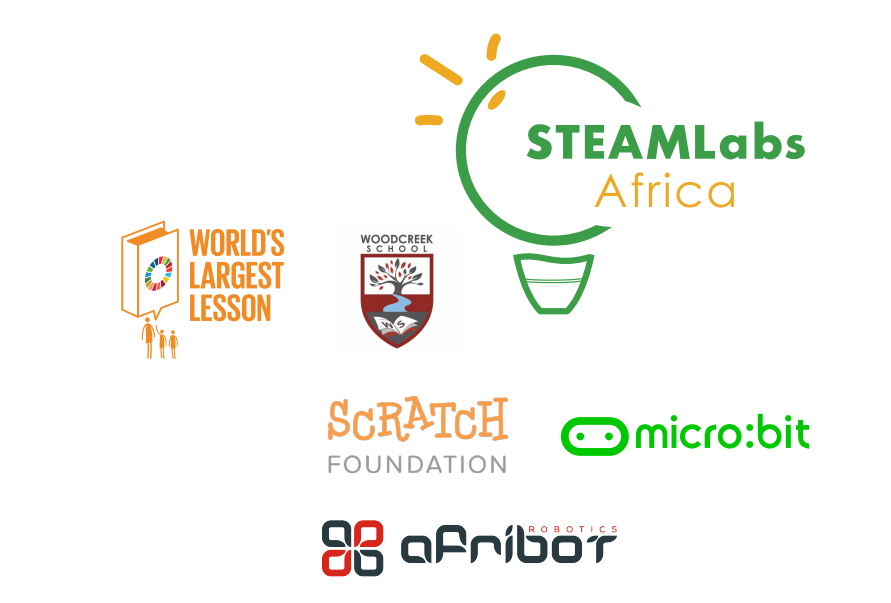 STEAMLabs
Africa
WORLD'S
LARGEST
LESSON
WOODCREEK
SCHOOL
W S
SCRATCH
FOUNDATION
micro:bit
ROBOTICS
afribot